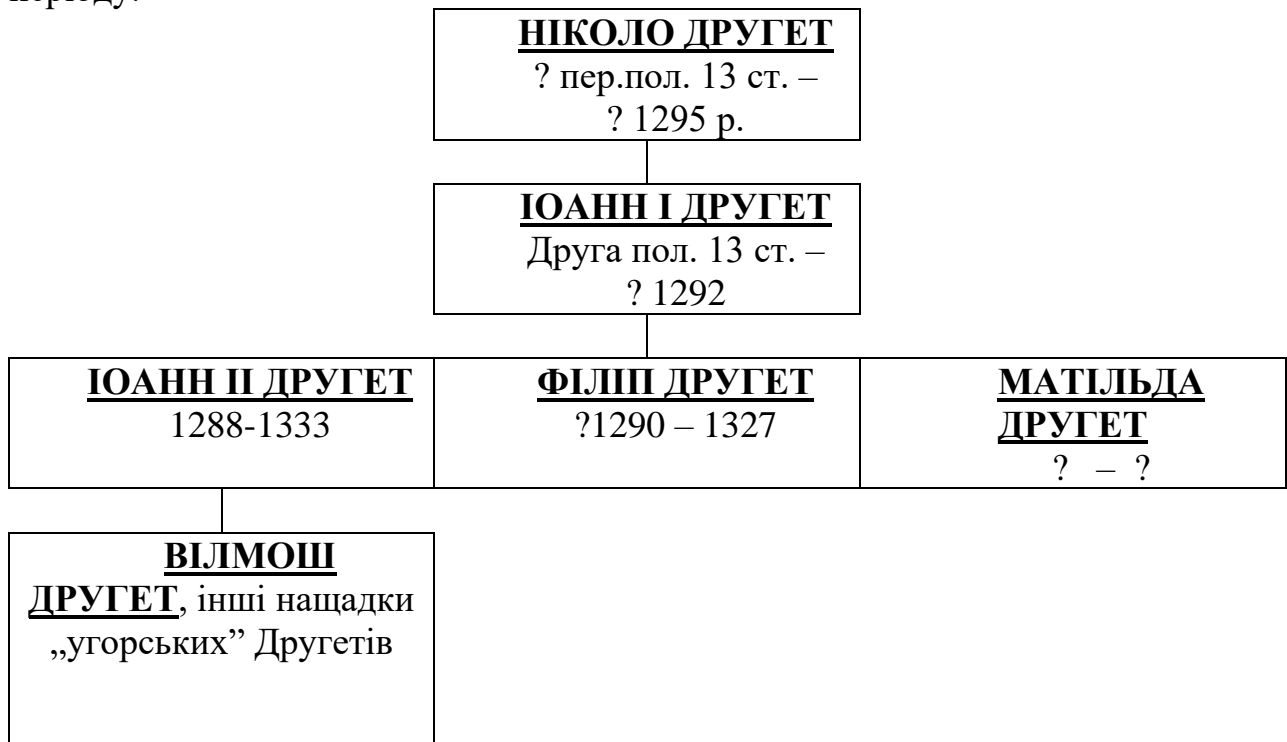 НІКОЛО ДРУГЕТ
? пер.пол. 13 ст. –
? 1295 р.
ІОАНН І ДРУГЕТ
Друга пол. 13 ст. –
? 1292
ІОАНН ІІ ДРУГЕТ
1288-1333
ФІЛІП ДРУГЕТ
?1290 – 1327
МАТІЛЬДА
ДРУГЕТ
? – ?
ВІЛМОШ
ДРУГЕТ, інші нащадки
„угорських” Другетів